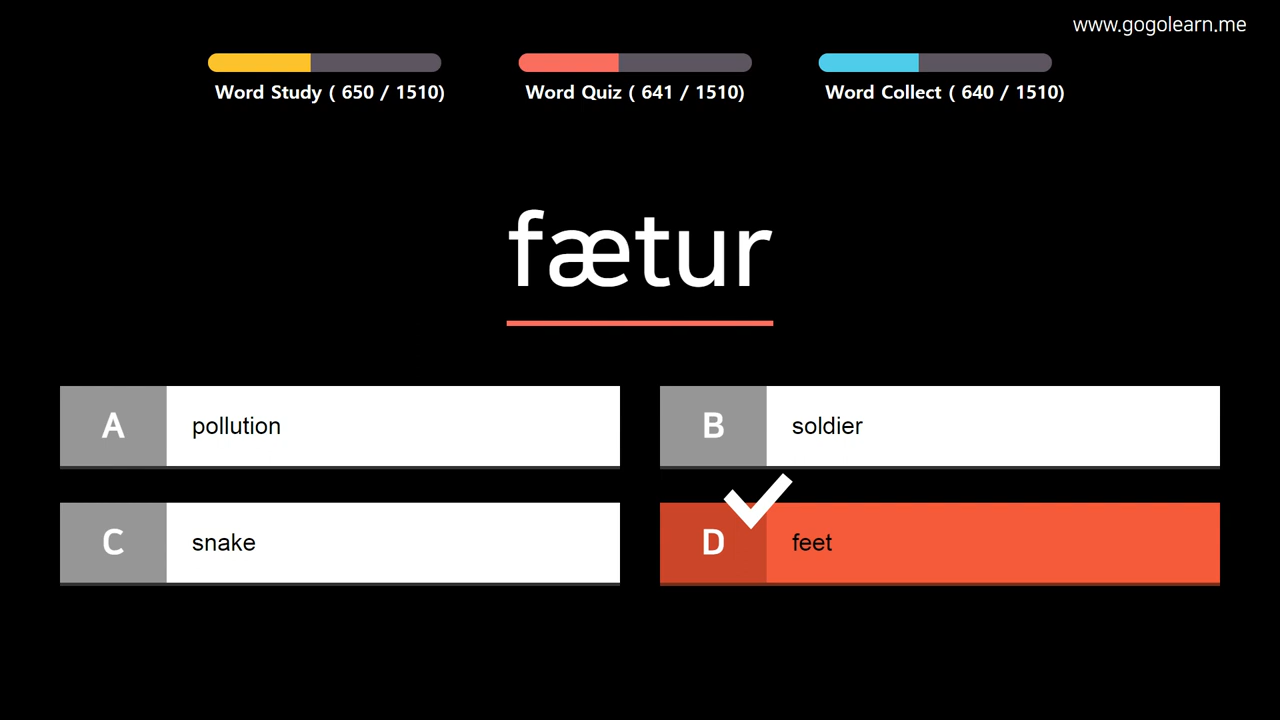 www.gogolearn.me
Word Study ( 650 / 1510)
Word Quiz ( 641 / 1510)
Word Collect ( 640 / 1510)
fætur
A pollution
B soldier
C snake
D feet